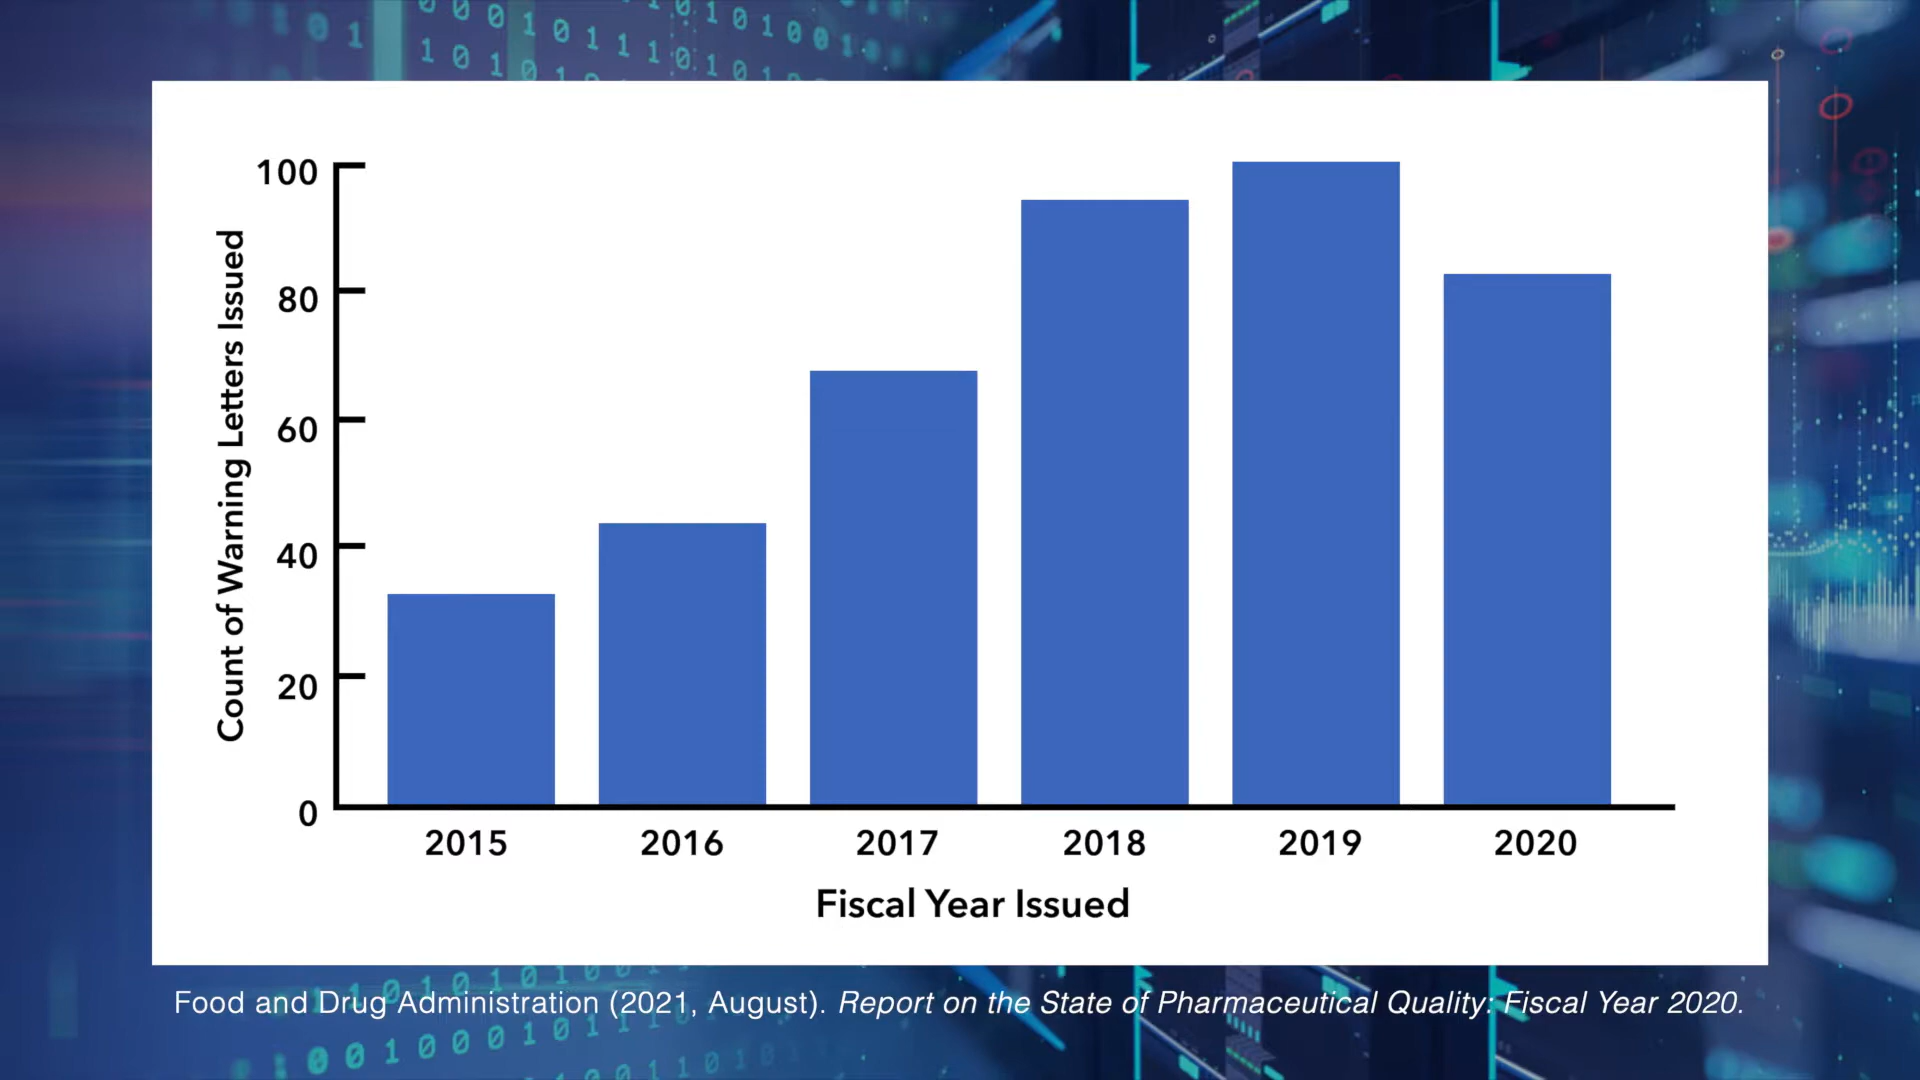 100
80
60
40
20
0
Count of Warning Letters Issued
2015 2016 2017 2018 2019 2020
Fiscal Year Issued
Food and Drug Administration (2021, August). Report on the State of Pharmaceutical Quality: Fiscal Year 2020.